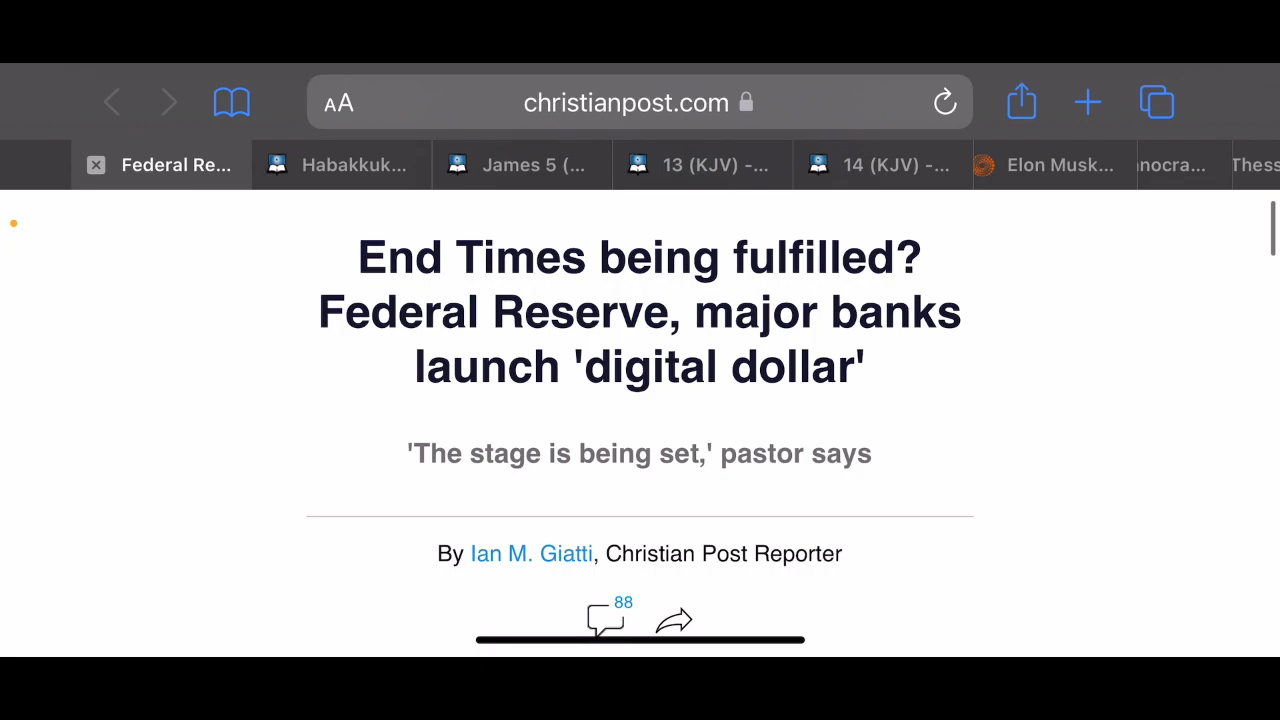 AA christianpost.com
Federal Re... Habakkuk... James 5 (... 13 (KJV) -... 14 (KJV) -... Elon Musk... nocra... Thess
End Times being fulfilled?
Federal Reserve, major banks
launch 'digital dollar'
'The stage is being set,' pastor says
By Ian M. Giatti, Christian Post Reporter
88